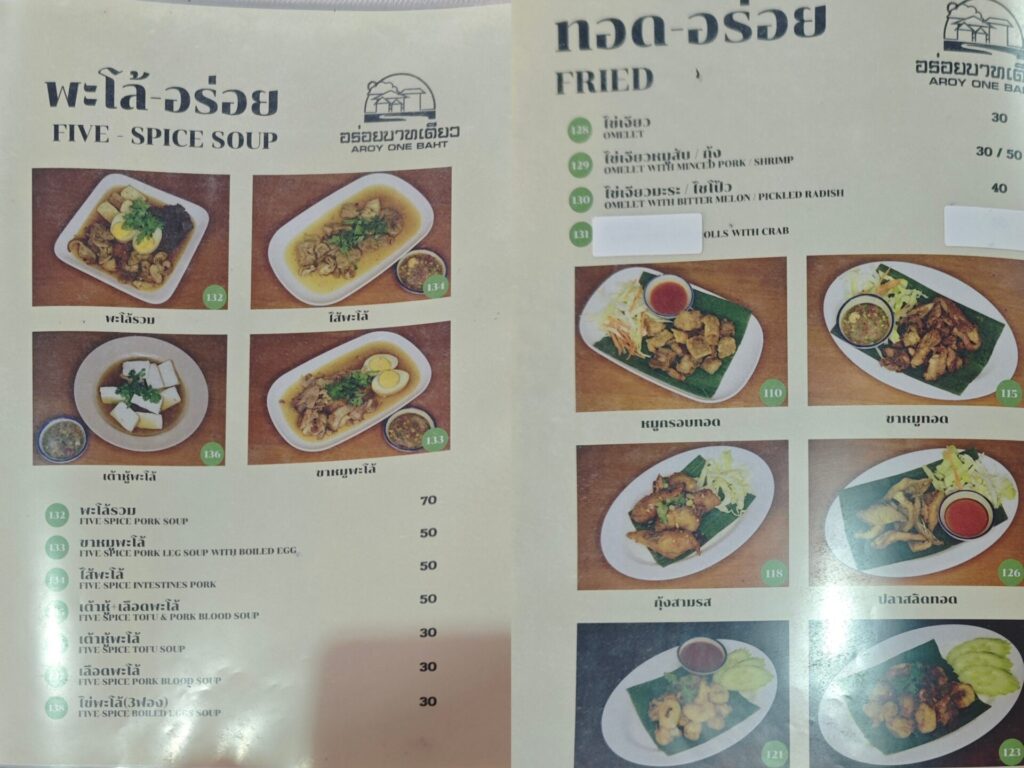 พะโล้-อร่อย
FIVE - SPICE SOUP
อร่อยบาทเดียว
AROY ONE BAHT
132
134
พะโล้รวม
ไส้พะโล้
136
133
เต้าหู้พะโล้
ขาหมูพะโล้
132 พะโล้รวม 70
FIVE SPICE PORK SOUP
133 ขาหมูพะโล้ 50
FIVE SPICE PORK LEG SOUP WITH BOILED EGG
134 ไส้พะโล้ 50
FIVE SPICE INTESTINES PORK
เต้าหู้+เลือดพะโล้ 50
FIVE SPICE TOFU & PORK BLOOD SOUP
เต้าหู้พะโล้ 30
FIVE SPICE TOFU SOUP
เลือดพะโล้ 30
FIVE SPICE PORK BLOOD SOUP
138 ไข่พะโล้(3ฟอง) 30
FIVE SPICE BOILED EGGS SOUP
ทอด-อร่อย
FRIED
AROY ONE
128 ไข่เจียว 30
OMELET
129 ไข่เจียวหมูสับ / กุ้ง 30 / 50
OMELET WITH MINCED PORK / SHRIMP
130 ไข่เจียวมะระ / ไชโป๊ว 40
OMELET WITH BITTER MELON / PICKLED RADISH
131 OLLS WITH CRAB
110
115
หมูกรอบทอด
ขาหมูทอด
118
126
กุ้งสามรส
ปลาสลิดทอด
121
123